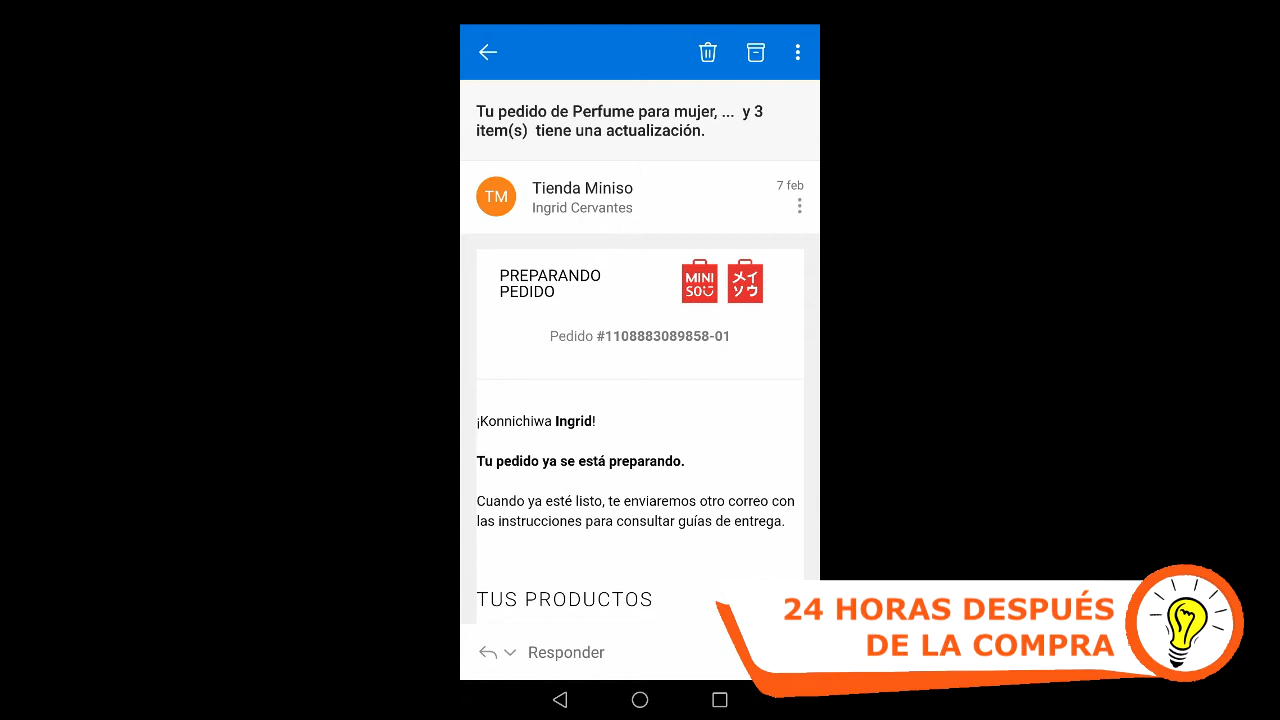 Tu pedido de Perfume para mujer, ... y 3
item(s) tiene una actualización.
TM
Tienda Miniso
7 feb
Ingrid Cervantes
PREPARANDO
PEDIDO
MINI
SO
メイ
ソウ
Pedido #1108883089858-01
¡Konnichiwa Ingrid!
Tu pedido ya se está preparando.
Cuando ya esté listo, te enviaremos otro correo con
las instrucciones para consultar guías de entrega.
TUS PRODUCTOS
24 HORAS DESPUÉS
DE LA COMPRA
Responder